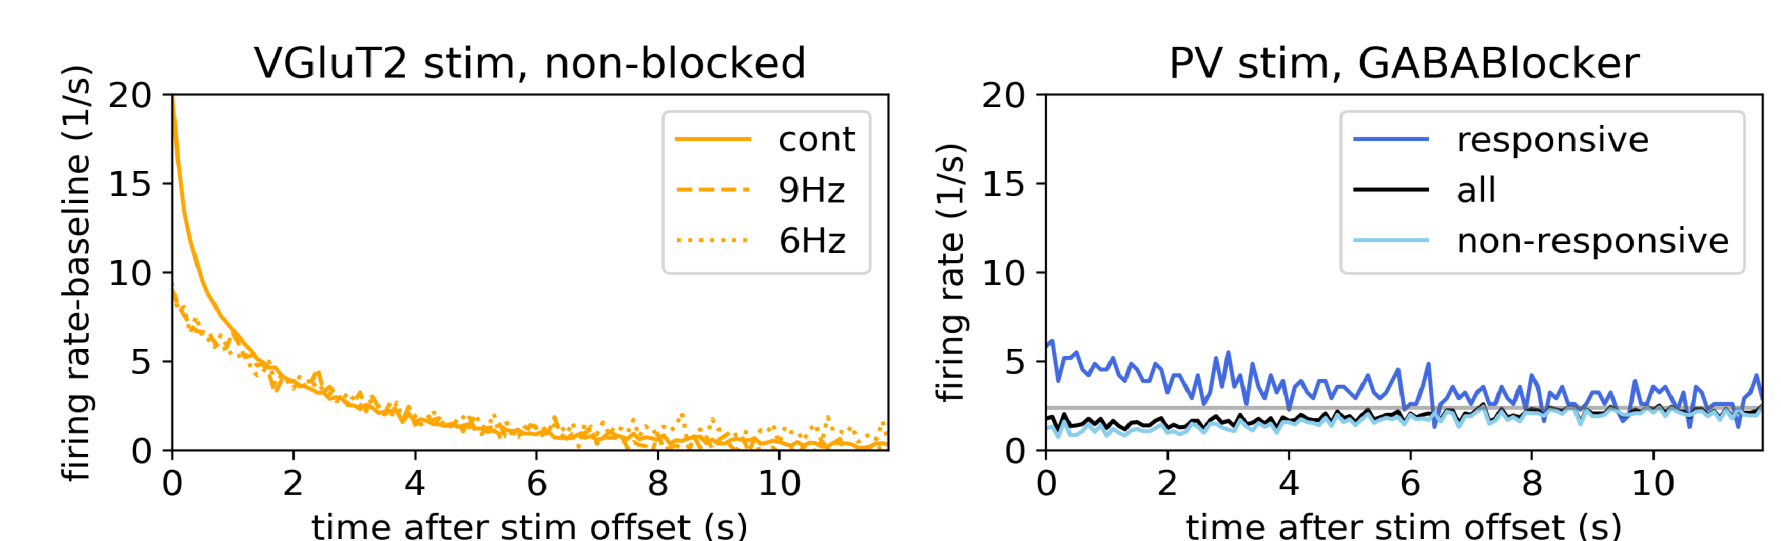 VGluT2 stim, non-blocked
firing rate-baseline (1/s)
20
15
10
5
0
cont
9Hz
6Hz
0 2 4 6 8 10
time after stim offset (s)
PV stim, GABABlocker
firing rate (1/s)
20
15
10
5
0
responsive
all
non-responsive
0 2 4 6 8 10
time after stim offset (s)